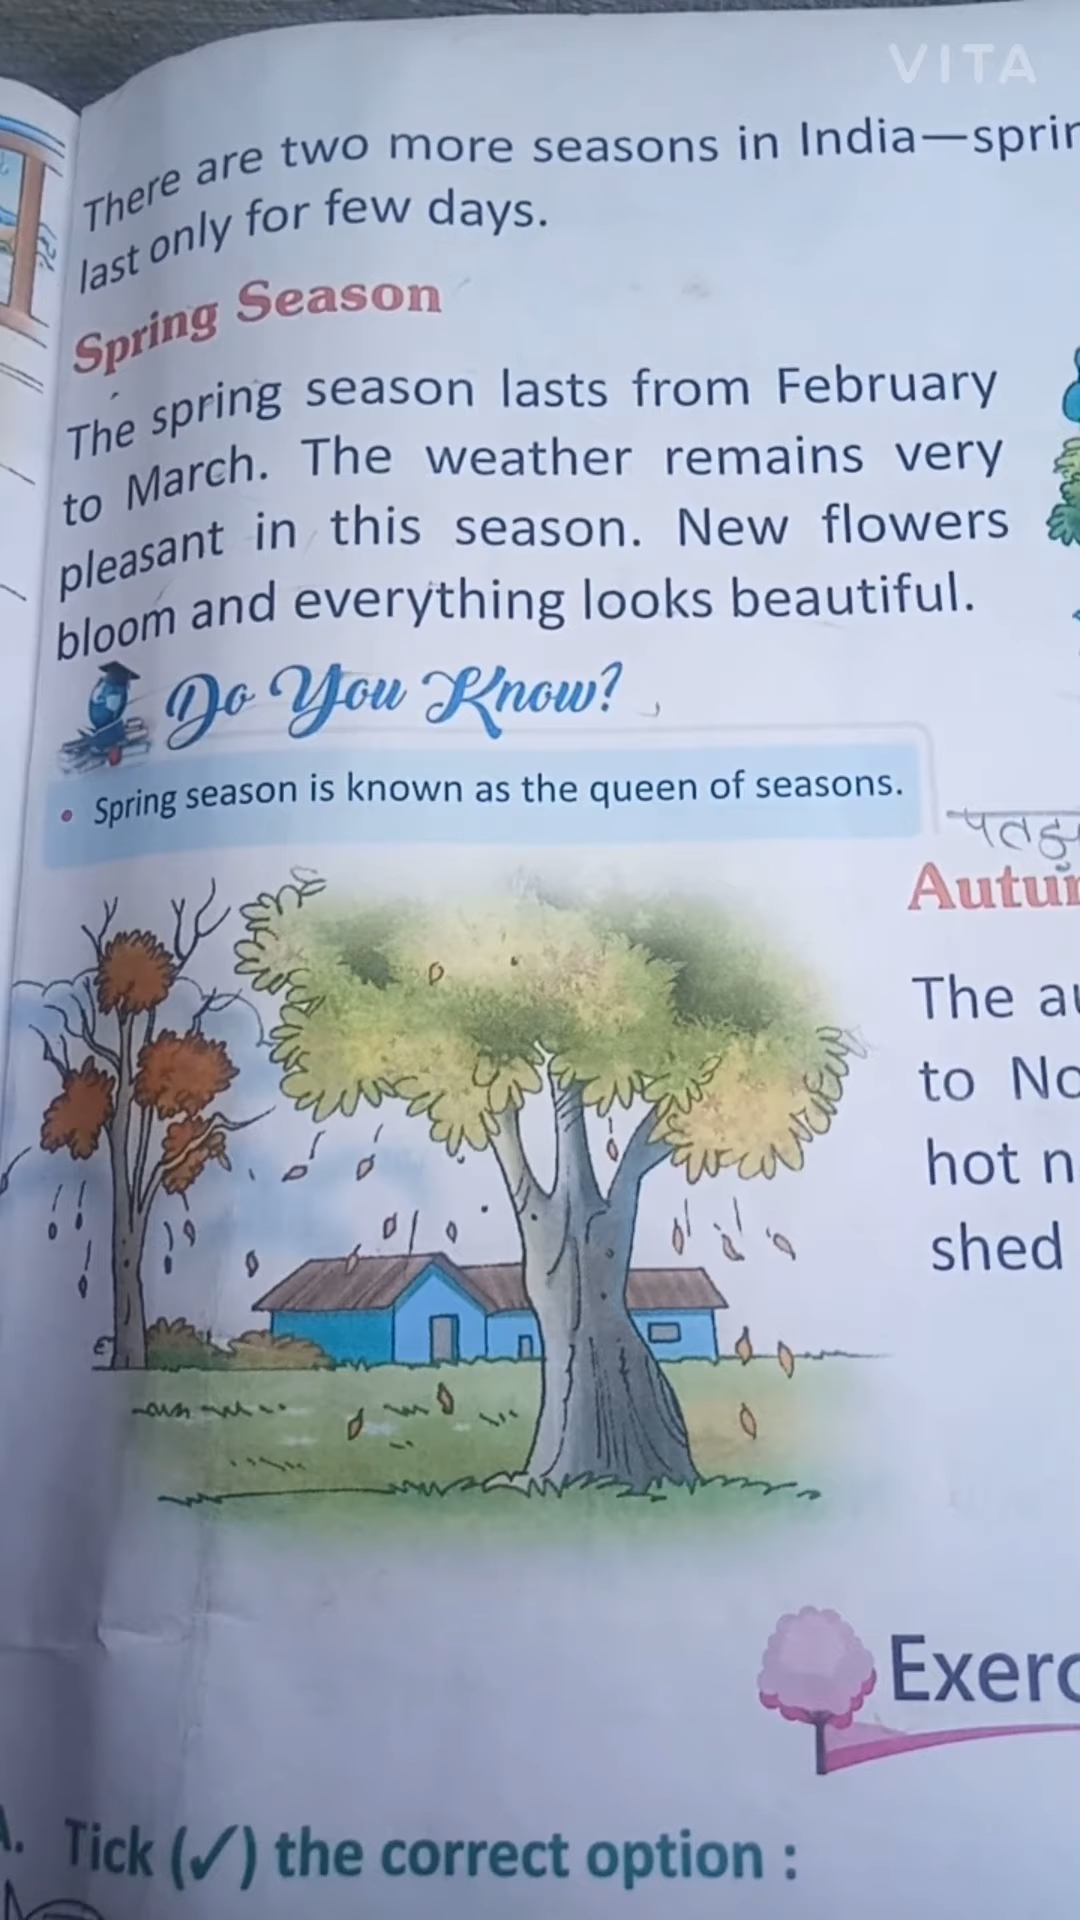 VITA
There are two more seasons in India—sprin
last only for few days.
Spring Season
The spring season lasts from February
to March. The weather remains very
pleasant in this season. New flowers
bloom and everything looks beautiful.
Do You Know?
• Spring season is known as the queen of seasons.
पतझ
Autu
The au
to No
hot n
shed
Exerc
A. Tick (✓) the correct option :